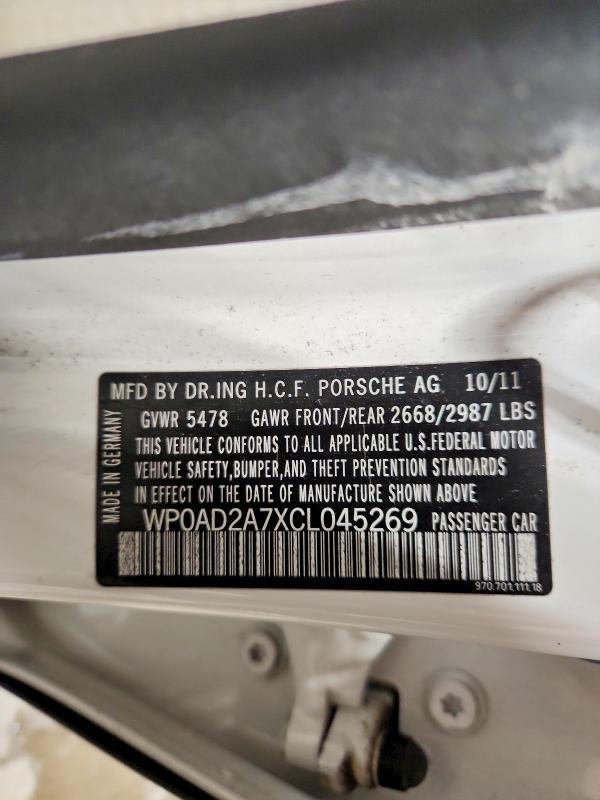 MFD BY DR.ING H.C.F. PORSCHE AG 10/11
GVWR 5478 GAWR FRONT/REAR 2668/2987 LBS
THIS VEHICLE CONFORMS TO ALL APPLICABLE U.S.FEDERAL MOTOR
VEHICLE SAFETY,BUMPER,AND THEFT PREVENTION STANDARDS
IN EFFECT ON THE DATE OF MANUFACTURE SHOWN ABOVE
WP0AD2A7XCL045269 PASSENGER CAR
970.701.111.18
MADE IN GERMANY